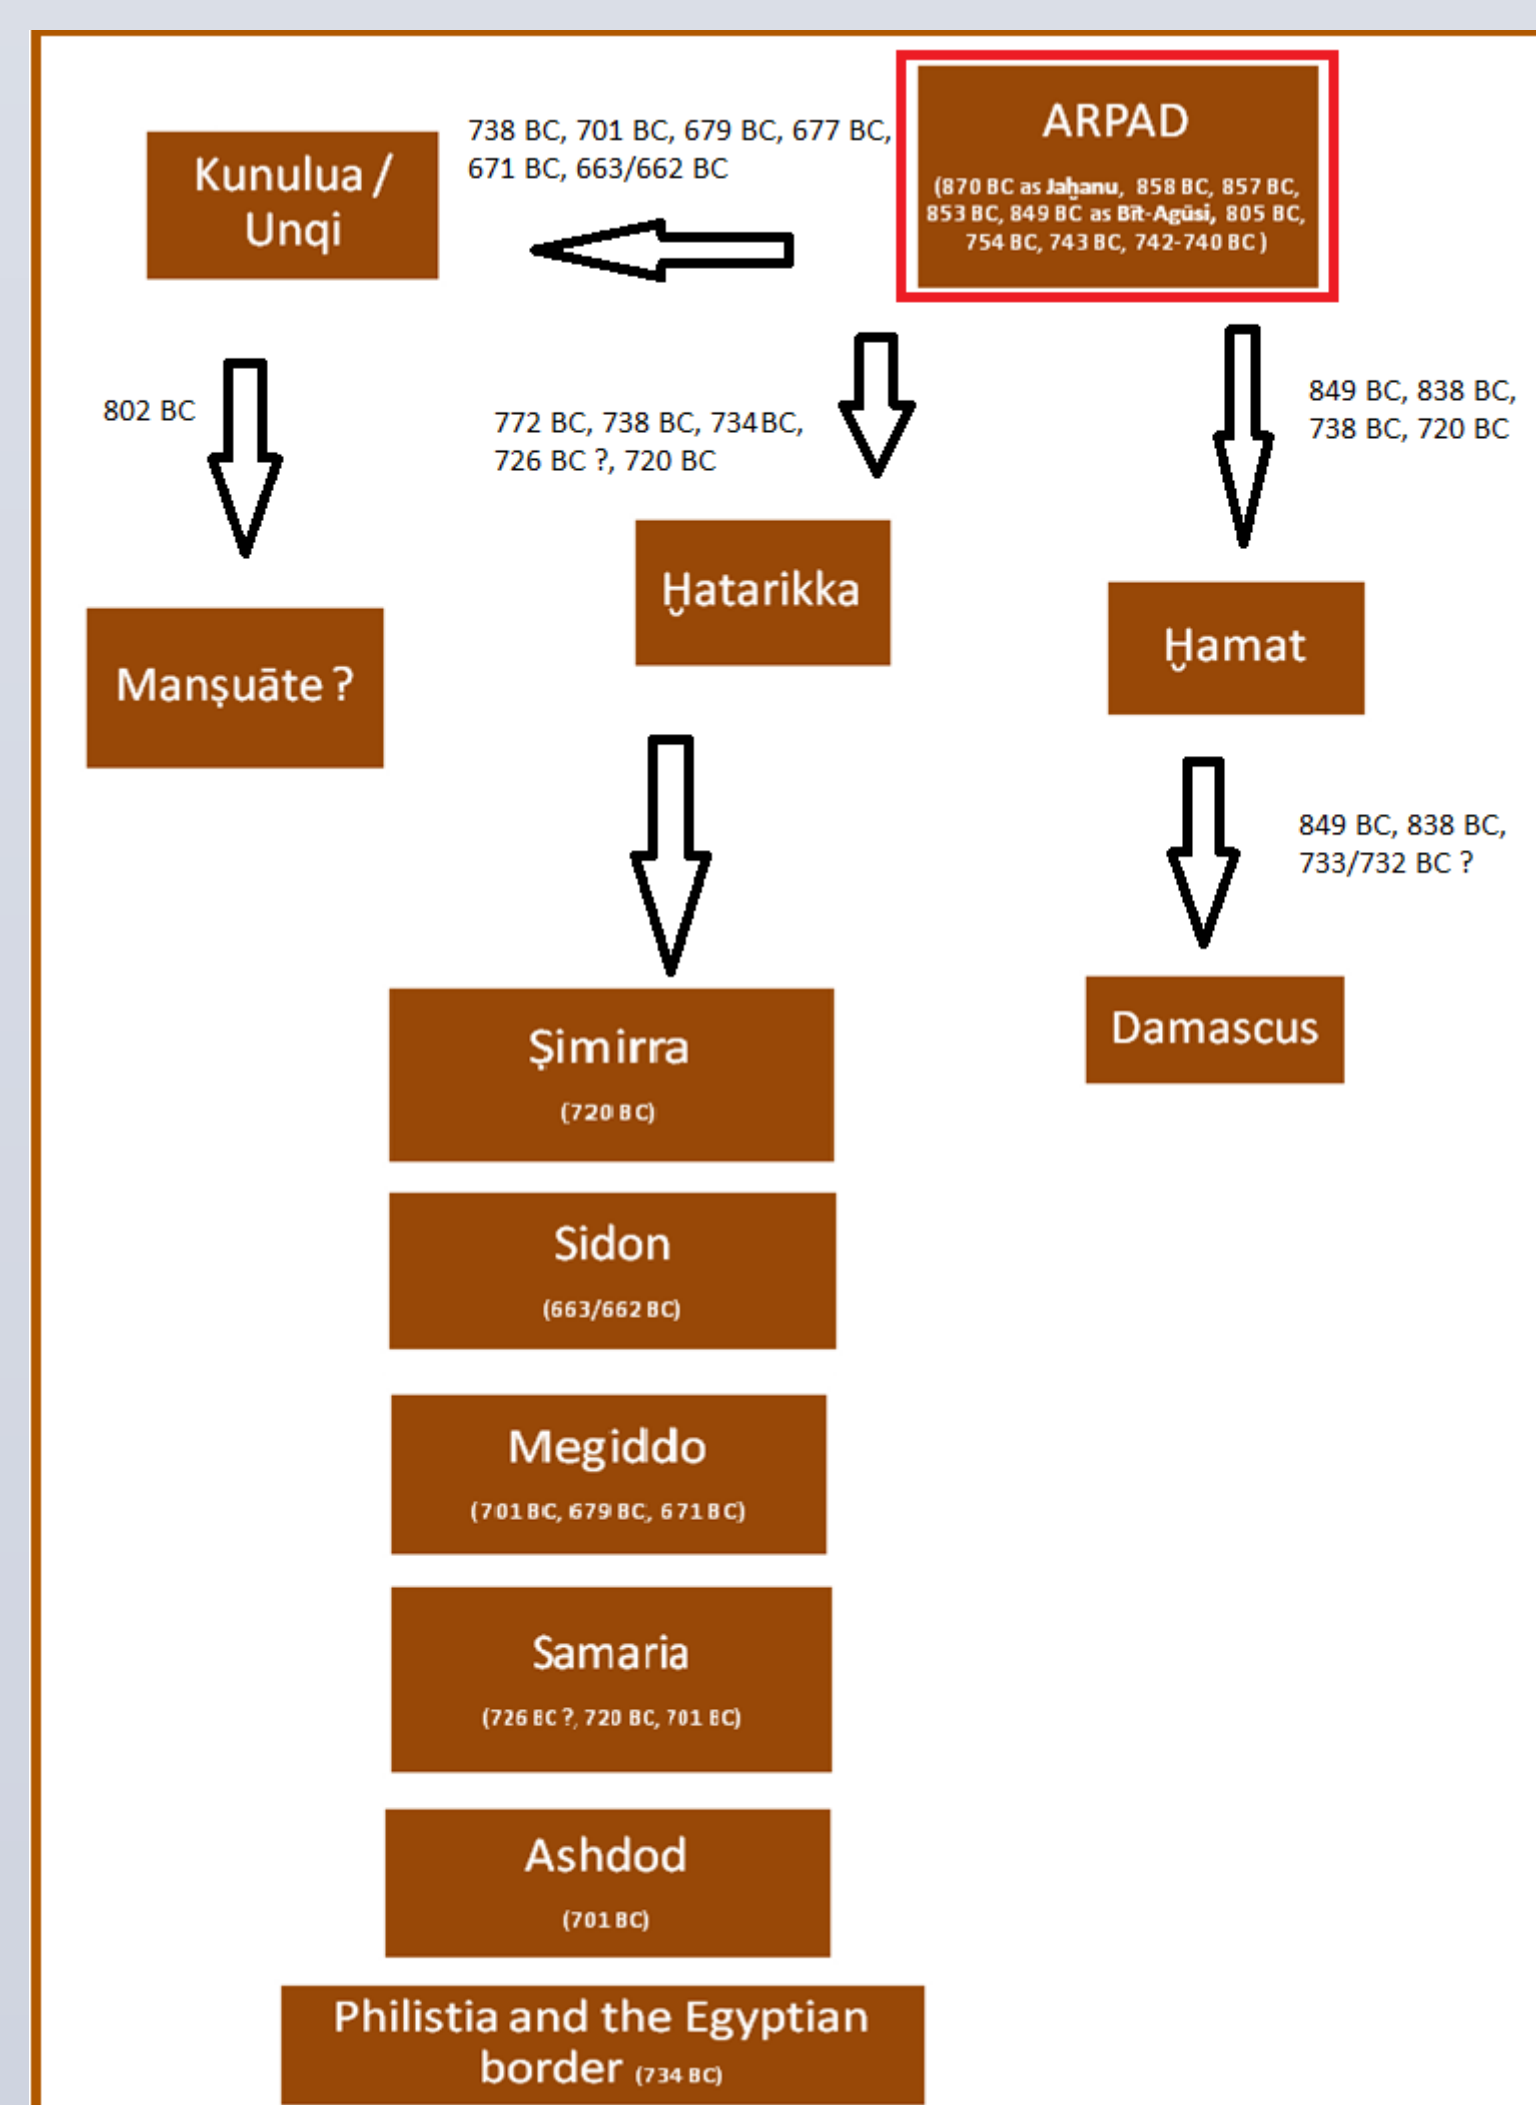 738 BC, 701 BC, 679 BC, 677 BC,
671 BC, 663/662 BC
Kunulua /
Unqi
ARPAD
(870 BC as Jaḫanu, 858 BC, 857 BC,
853 BC, 849 BC as Bīt-Agūsi, 805 BC,
754 BC, 743 BC, 742-740 BC )
802 BC
772 BC, 738 BC, 734BC,
726 BC ?, 720 BC
849 BC, 838 BC,
738 BC, 720 BC
Manṣuāte ?
Ḫatarikka
Ḫamat
849 BC, 838 BC,
733/732 BC ?
Damascus
Ṣimirra
(720 BC)
Sidon
(663/662 BC)
Megiddo
(701 BC, 679 BC, 671 BC)
Samaria
(726 BC ?, 720 BC, 701 BC)
Ashdod
(701 BC)
Philistia and the Egyptian
border (734 BC)